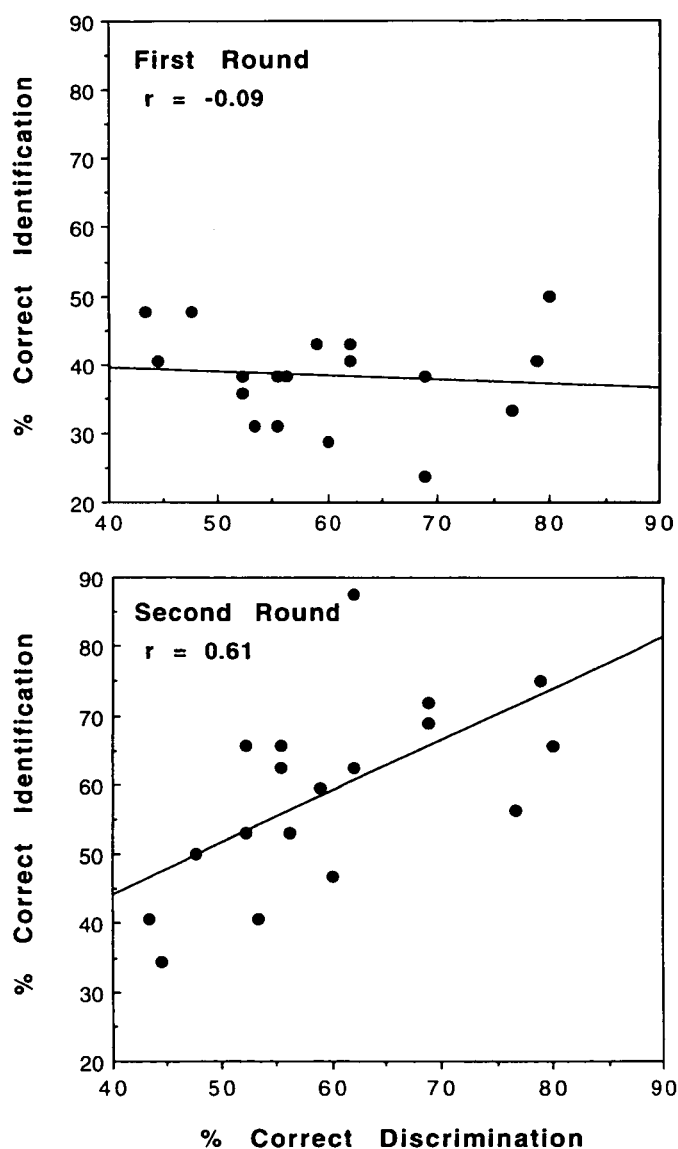 90
First Round
80
r = -0.09
70
60
50
40
30
20
40 50 60 70 80 90
% Correct Identification
90
Second Round
80
r = 0.61
70
60
50
40
30
20
40 50 60 70 80 90
% Correct Identification
% Correct Discrimination